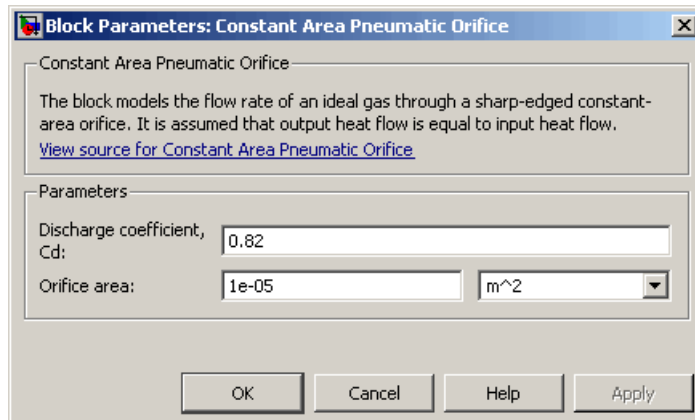 Block Parameters: Constant Area Pneumatic Orifice
Constant Area Pneumatic Orifice
The block models the flow rate of an ideal gas through a sharp-edged constant-
area orifice. It is assumed that output heat flow is equal to input heat flow.
View source for Constant Area Pneumatic Orifice
Parameters
Discharge coefficient,
Cd:
0.82
Orifice area:
1e-05
m^2
OK
Cancel
Help
Apply